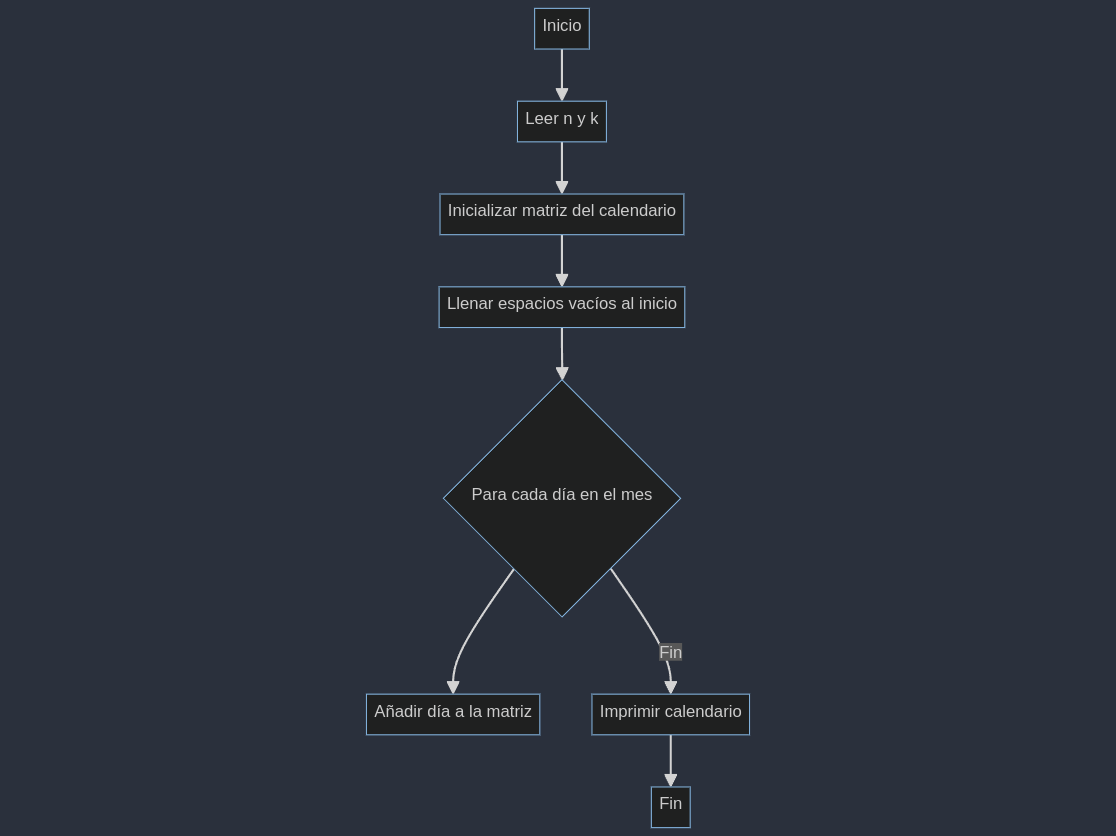 Inicio
Leer n y k
Inicializar matriz del calendario
Llenar espacios vacíos al inicio
Para cada día en el mes
Fin
Añadir día a la matriz
Imprimir calendario
Fin